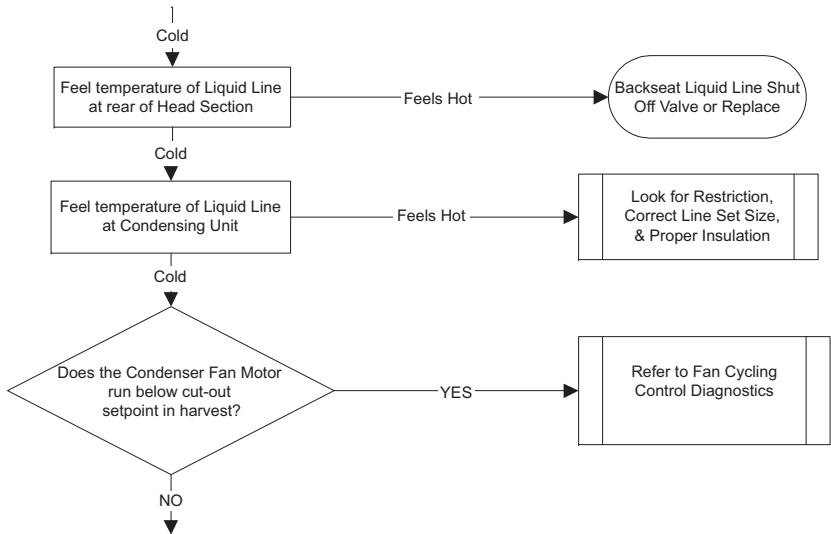 Cold
Feel temperature of Liquid Line
at rear of Head Section
Feels Hot
Backseat Liquid Line Shut
Off Valve or Replace
Cold
Feel temperature of Liquid Line
at Condensing Unit
Feels Hot
Look for Restriction,
Correct Line Set Size,
& Proper Insulation
Cold
Does the Condenser Fan Motor
run below cut-out
setpoint in harvest?
YES
Refer to Fan Cycling
Control Diagnostics
NO